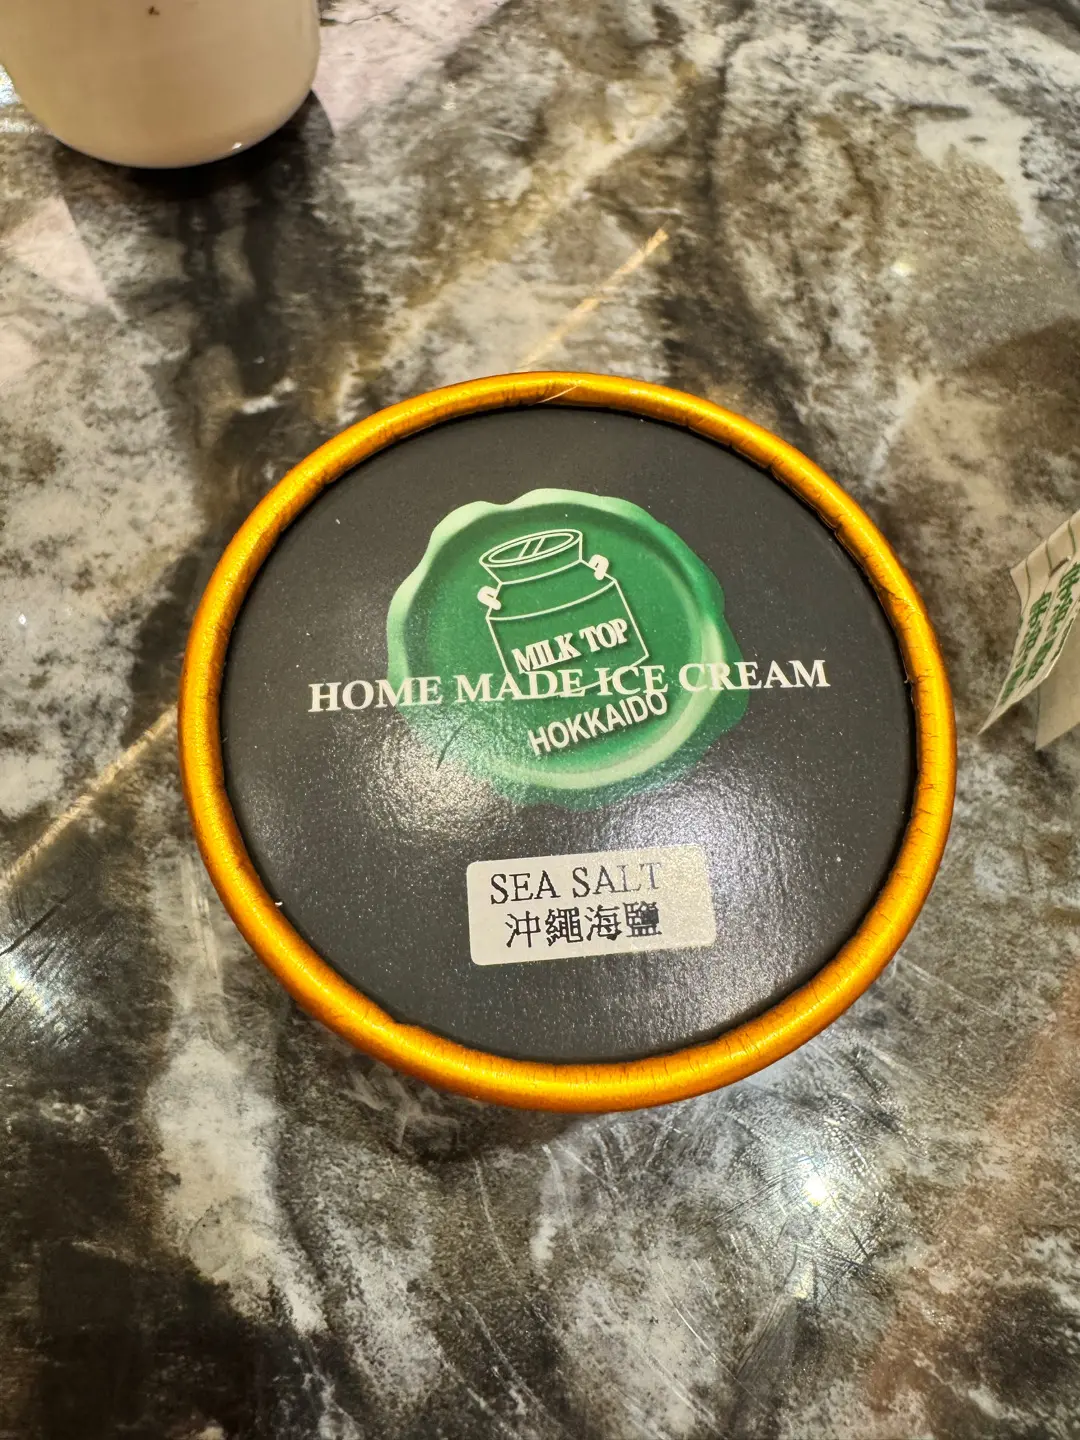 MILK TOP
HOME MADE ICE CREAM
HOKKAIDO
SEA SALT
沖繩海鹽